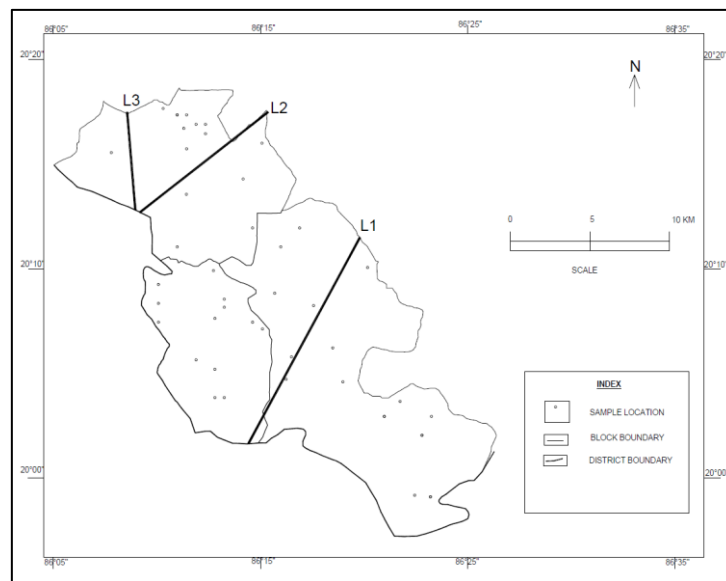 86°05" 86°15" 86°25" 86°35"
20°20" 20°20"
N
L3
L2
L1
0 5 10 KM
SCALE
20°10" 20°10"
INDEX
SAMPLE LOCATION
BLOCK BOUNDARY
DISTRICT BOUNDARY
20°00" 20°00"
86°05" 86°15" 86°25" 86°35"